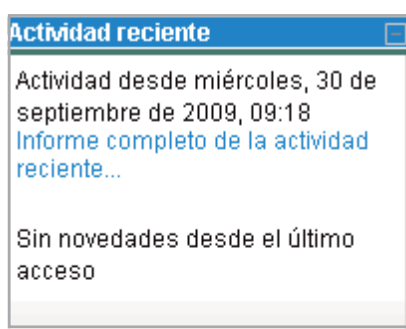 Actividad reciente
Actividad desde miércoles, 30 de
septiembre de 2009, 09:18
Informe completo de la actividad
reciente...
Sin novedades desde el último
acceso